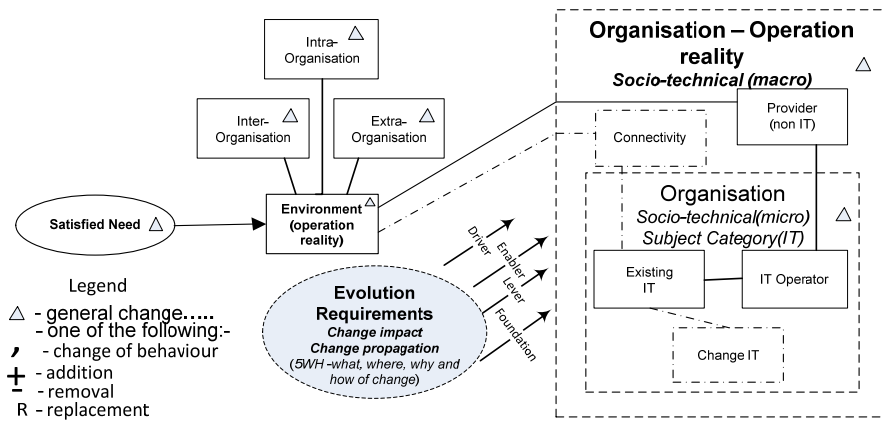 Intra-
Organisation
Inter-
Organisation
Extra-
Organisation
Satisfied Need
Environment
(operation
reality)
Organisation – Operation
reality
Socio-technical (macro)
Provider
(non IT)
Connectivity
Organisation
Socio-technical(micro)
Subject Category(IT)
Existing
IT
IT Operator
Change IT
Driver
Enabler
Lever
Foundation
Evolution
Requirements
Change impact
Change propagation
(5WH -what, where, why and
how of change)
Legend
- general change.....
- one of the following:-
, - change of behaviour
+ - addition
- - removal
R - replacement